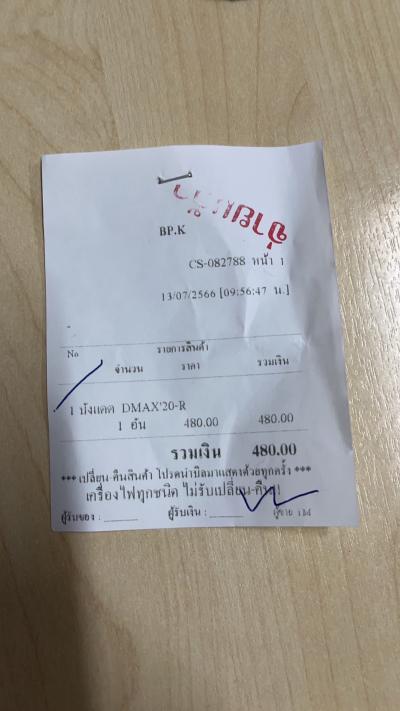 BP.K
CS-082788 หน้า 1
13/07/2566 [09:56:47 น.]
No รายการสินค้า
จำนวน ราคา รวมเงิน
1 บังแดด DMAX'20-R
1 อัน 480.00 480.00
รวมเงิน 480.00
*** เปลี่ยน-คืนสินค้า โปรดนำบิลมาแสดงด้วยทุกครั้ง ***
เครื่องไฟทุกชนิด ไม่รับเปลี่ยน-คืน!!
ผู้รับของ : ______ ผู้รับเงิน : ______ ผู้ขาย